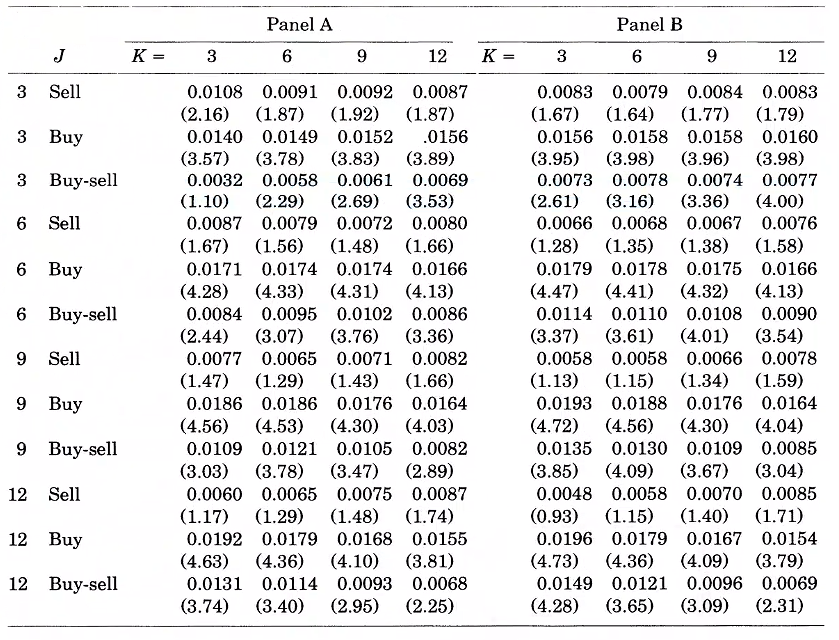 Panel A Panel B
J K = 3 6 9 12 K = 3 6 9 12
3 Sell 0.0108 0.0091 0.0092 0.0087 0.0083 0.0079 0.0084 0.0083
(2.16) (1.87) (1.92) (1.87) (1.67) (1.64) (1.77) (1.79)
3 Buy 0.0140 0.0149 0.0152 .0156 0.0156 0.0158 0.0158 0.0160
(3.57) (3.78) (3.83) (3.89) (3.95) (3.98) (3.96) (3.98)
3 Buy-sell 0.0032 0.0058 0.0061 0.0069 0.0073 0.0078 0.0074 0.0077
(1.10) (2.29) (2.69) (3.53) (2.61) (3.16) (3.36) (4.00)
6 Sell 0.0087 0.0079 0.0072 0.0080 0.0066 0.0068 0.0067 0.0076
(1.67) (1.56) (1.48) (1.66) (1.28) (1.35) (1.38) (1.58)
6 Buy 0.0171 0.0174 0.0174 0.0166 0.0179 0.0178 0.0175 0.0166
(4.28) (4.33) (4.31) (4.13) (4.47) (4.41) (4.32) (4.13)
6 Buy-sell 0.0084 0.0095 0.0102 0.0086 0.0114 0.0110 0.0108 0.0090
(2.44) (3.07) (3.76) (3.36) (3.37) (3.61) (4.01) (3.54)
9 Sell 0.0077 0.0065 0.0071 0.0082 0.0058 0.0058 0.0066 0.0078
(1.47) (1.29) (1.43) (1.66) (1.13) (1.15) (1.34) (1.59)
9 Buy 0.0186 0.0186 0.0176 0.0164 0.0193 0.0188 0.0176 0.0164
(4.56) (4.53) (4.30) (4.03) (4.72) (4.56) (4.30) (4.04)
9 Buy-sell 0.0109 0.0121 0.0105 0.0082 0.0135 0.0130 0.0109 0.0085
(3.03) (3.78) (3.47) (2.89) (3.85) (4.09) (3.67) (3.04)
12 Sell 0.0060 0.0065 0.0075 0.0087 0.0048 0.0058 0.0070 0.0085
(1.17) (1.29) (1.48) (1.74) (0.93) (1.15) (1.40) (1.71)
12 Buy 0.0192 0.0179 0.0168 0.0155 0.0196 0.0179 0.0167 0.0154
(4.63) (4.36) (4.10) (3.81) (4.73) (4.36) (4.09) (3.79)
12 Buy-sell 0.0131 0.0114 0.0093 0.0068 0.0149 0.0121 0.0096 0.0069
(3.74) (3.40) (2.95) (2.25) (4.28) (3.65) (3.09) (2.31)